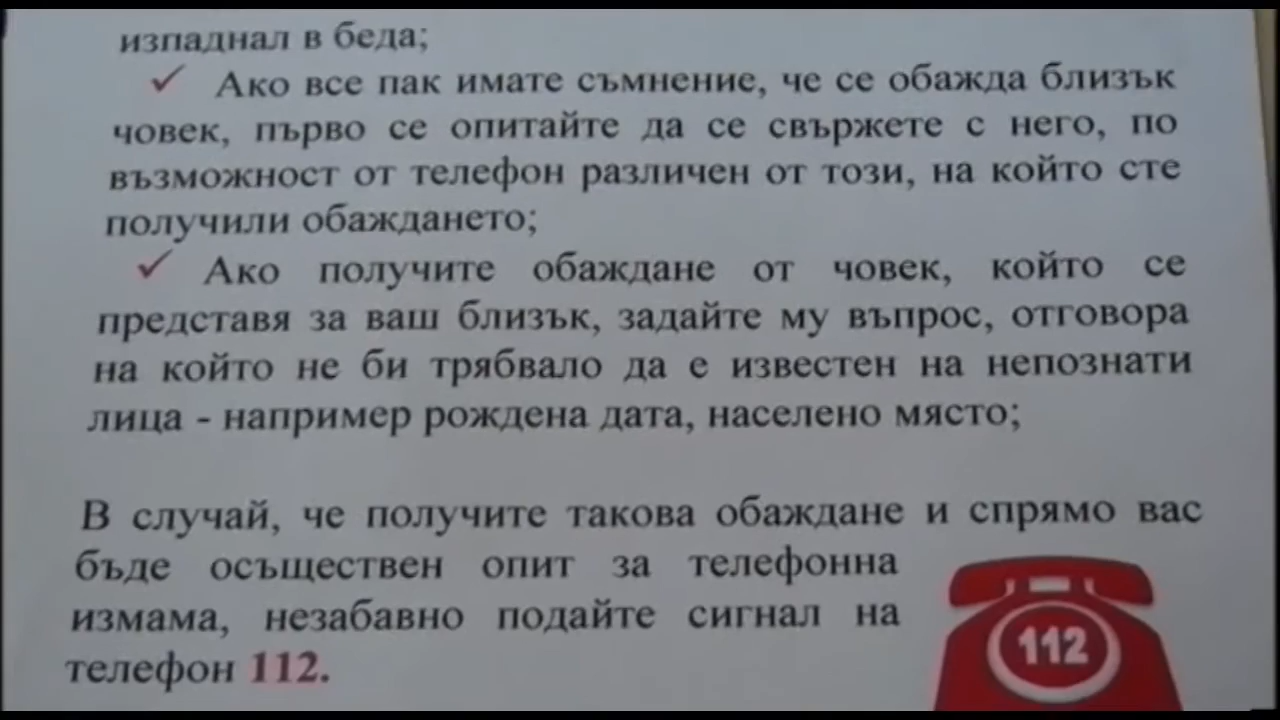 изпаднал в беда;
✓ Ако все пак имате съмнение, че се обажда близък
човек, първо се опитайте да се свържете с него, по
възможност от телефон различен от този, на който сте
получили обаждането;
✓ Ако получите обаждане от човек, който се
представя за ваш близък, задайте му въпрос, отговора
на който не би трябвало да е известен на непознати
лица - например рождена дата, населено място;
В случай, че получите такова обаждане и спрямо вас
бъде осъществен опит за телефонна
измама, незабавно подайте сигнал на
телефон 112.
112